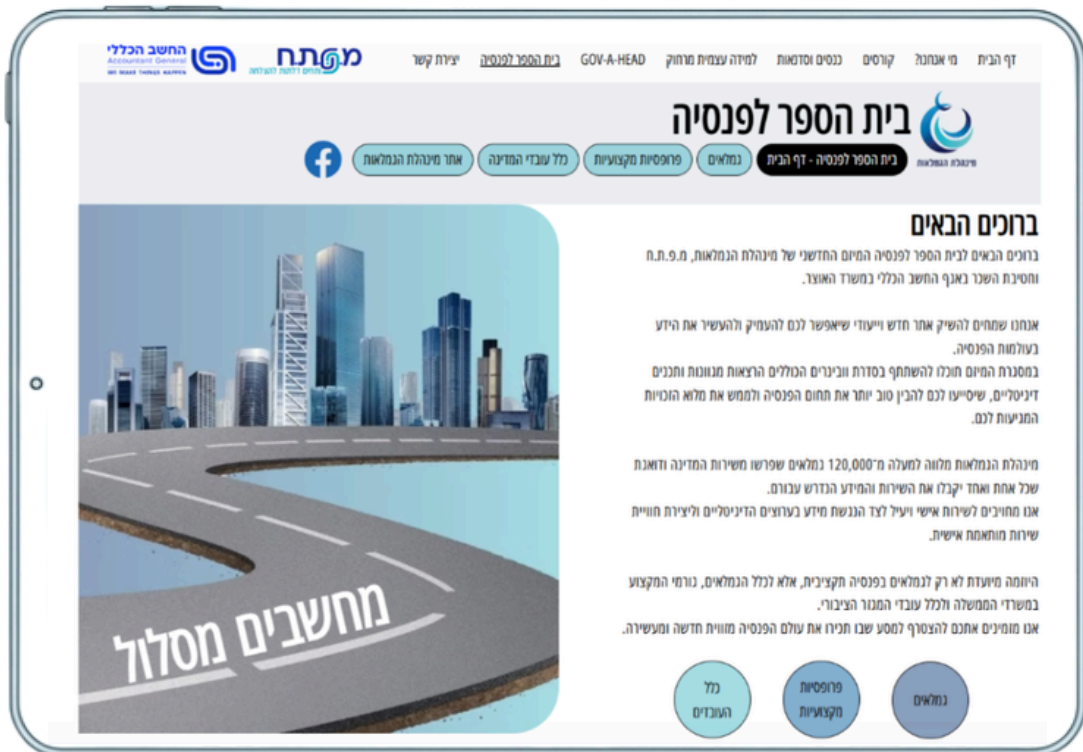 דף הבית
מי אנחנו?
קורסים
כנסים וסדנאות
למידה עצמית מרחוק
GOV-A-HEAD
בית הספר לפנסיה
יצירת קשר
מפתח
פותחים דלתות להצלחה
החשב הכללי
Accountant General
WE MAKE THINGS HAPPEN
מינהלת הגמלאות
בית הספר לפנסיה
בית הספר לפנסיה - דף הבית
גמלאים
פרופסיות מקצועיות
כלל עובדי המדינה
אתר מינהלת הגמלאות
ברוכים הבאים
ברוכים הבאים לבית הספר לפנסיה המיזם החדשני של מינהלת הגמלאות, מ.פ.ת.ח
וחטיבת השכר באגף החשב הכללי במשרד האוצר.
אנחנו שמחים להשיק אתר חדש וייעודי שיאפשר לכם להעמיק ולהעשיר את הידע
בעולמות הפנסיה.
במסגרת המיזם תוכלו להשתתף בסדרת וובינרים הכוללים הרצאות מגוונות ותכנים
דיגיטליים, שיסייעו לכם להבין טוב יותר את תחום הפנסיה ולממש את מלוא הזכויות
המגיעות לכם.
מינהלת הגמלאות מלווה למעלה מ־120,000 גמלאים שפרשו משירות המדינה ודואגת
שכל אחת ואחד יקבלו את השירות והמידע הנדרש עבורם.
אנו מחויבים לשירות אישי ויעיל לצד הנגשת מידע בערוצים הדיגיטליים וליצירת חוויית
שירות מותאמת אישית.
היוזמה מיועדת לא רק לגמלאים בפנסיה תקציבית, אלא לכלל הגמלאים, גורמי המקצוע
במשרדי הממשלה ולכלל עובדי המגזר הציבורי.
אנו מזמינים אתכם להצטרף למסע שבו תכירו את עולם הפנסיה מזווית חדשה ומעשירה.
גמלאים
פרופסיות
מקצועיות
כלל
העובדים
מחשבים מסלול